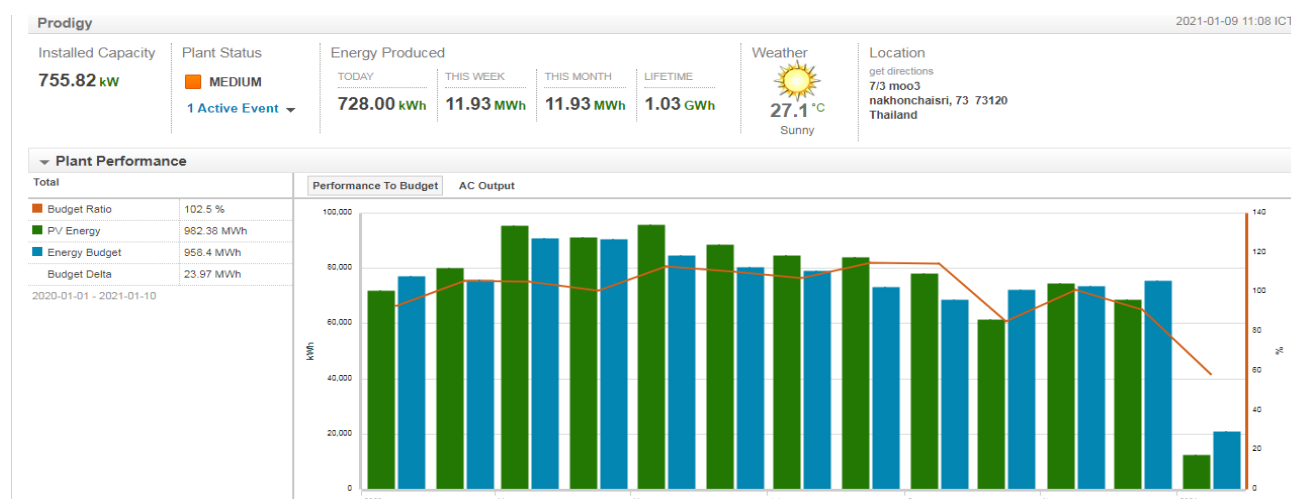 Prodigy
2021-01-09 11:08 ICT
Installed Capacity
755.82 kW
Plant Status
MEDIUM
1 Active Event
Energy Produced
TODAY
728.00 kWh
THIS WEEK
11.93 MWh
THIS MONTH
11.93 MWh
LIFETIME
1.03 GWh
Weather
27.1 °C
Sunny
Location
get directions
7/3 moo3
nakhonchaisri, 73 73120
Thailand
Plant Performance
Total
Budget Ratio 102.5 %
PV Energy 982.38 MWh
Energy Budget 958.4 MWh
Budget Delta 23.97 MWh
2020-01-01 - 2021-01-10
Performance To Budget AC Output
100,000
80,000
60,000
40,000
20,000
0
kWh
140
120
100
80
60
40
20
0
%